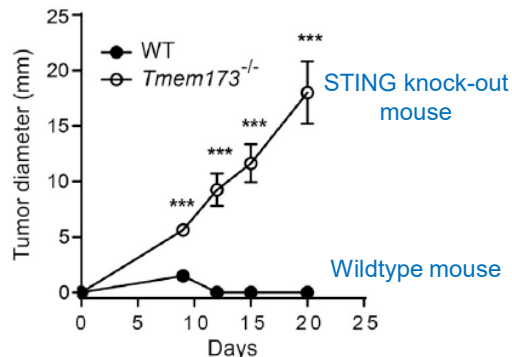 25
20
15
10
5
0
Tumor diameter (mm)
WT
Tmem173-/-
***
***
***
***
STING knock-out
mouse
Wildtype mouse
0 5 10 15 20 25
Days